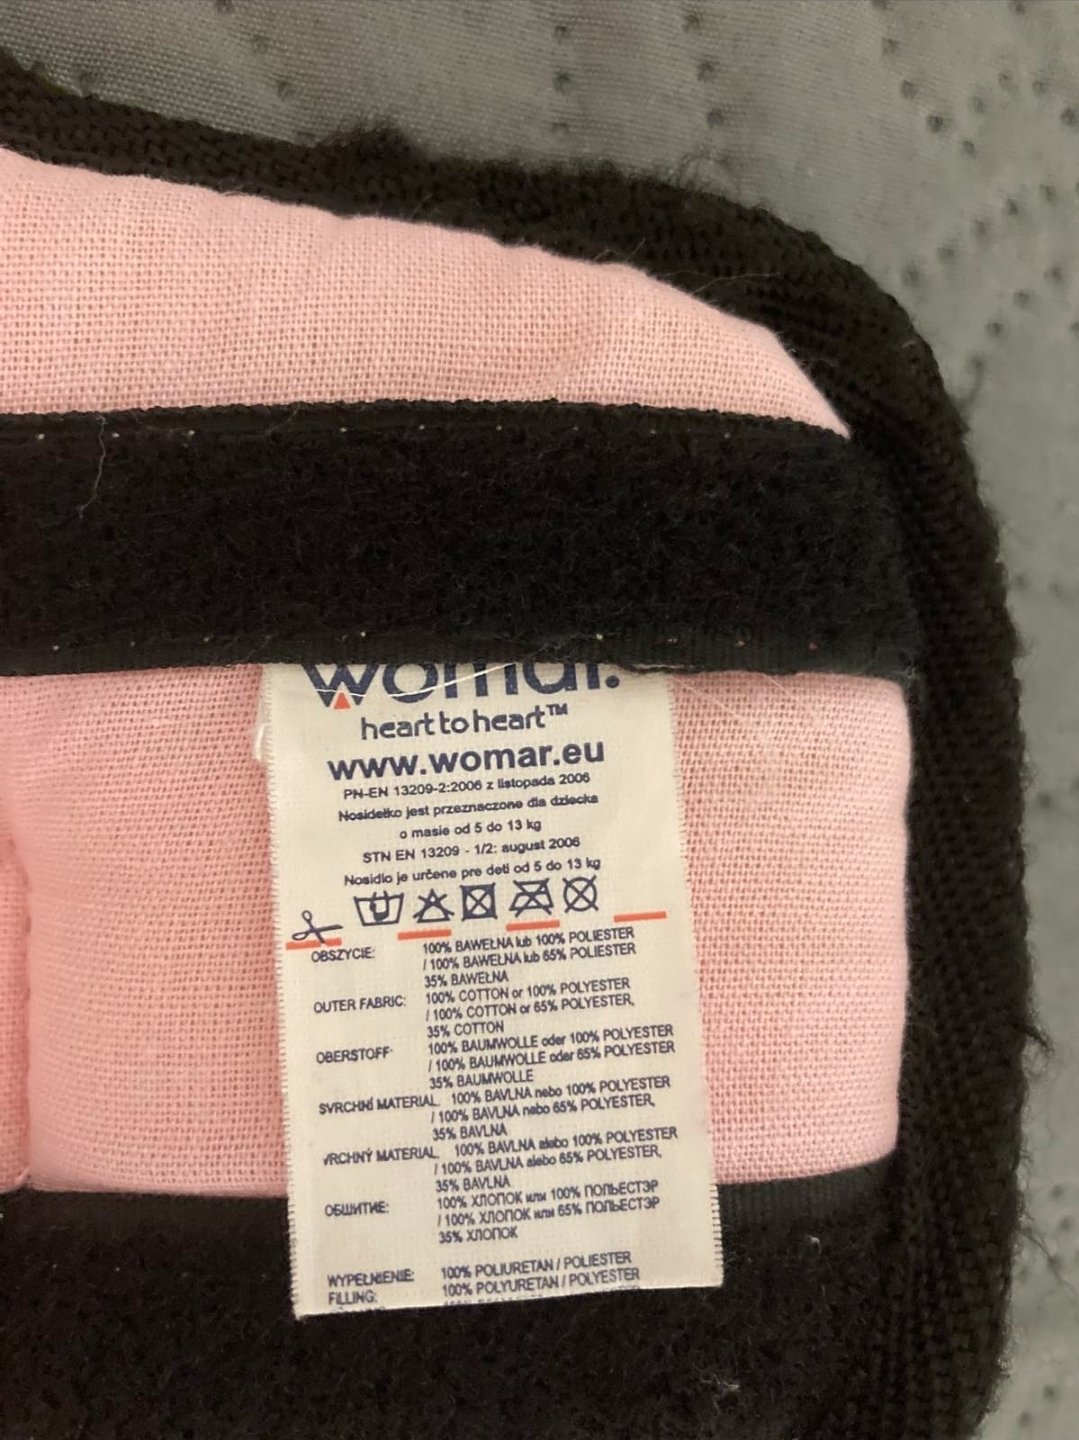 womar.
heart to heart™
www.womar.eu
PN-EN 13209-2:2006 z listopada 2006
Nosidełko jest przeznaczone dla dziecka
o masie od 5 do 13 kg
STN EN 13209 - 1/2: august 2006
Nosidlo je určene pre deti od 5 do 13 kg
OBSZYCIE: 100% BAWEŁNA lub 100% POLIESTER
/ 100% BAWEŁNA lub 65% POLIESTER
35% BAWEŁNA
OUTER FABRIC: 100% COTTON or 100% POLYESTER
/ 100% COTTON or 65% POLYESTER,
35% COTTON
OBERSTOFF: 100% BAUMWOLLE oder 100% POLYESTER
/ 100% BAUMWOLLE oder 65% POLYESTER
35% BAUMWOLLE
SVRCHNÍ MATERIAL. 100% BAVLNA nebo 100% POLYESTER
/ 100% BAVLNA nebo 65% POLYESTER,
35% BAVLNA
VRCHNÝ MATERIAL. 100% BAVLNA alebo 100% POLYESTER
/ 100% BAVLNA alebo 65% POLYESTER,
35% BAVLNA
ОБШИТИЕ: 100% ХЛОПОК или 100% ПОЛЬЕСТЭР
/ 100% ХЛОПОК или 65% ПОЛЬЕСТЭР
35% ХЛОПОК
WYPEŁNIENIE: 100% POLIURETAN / POLIESTER
FILLING: 100% POLYURETAN / POLYESTER